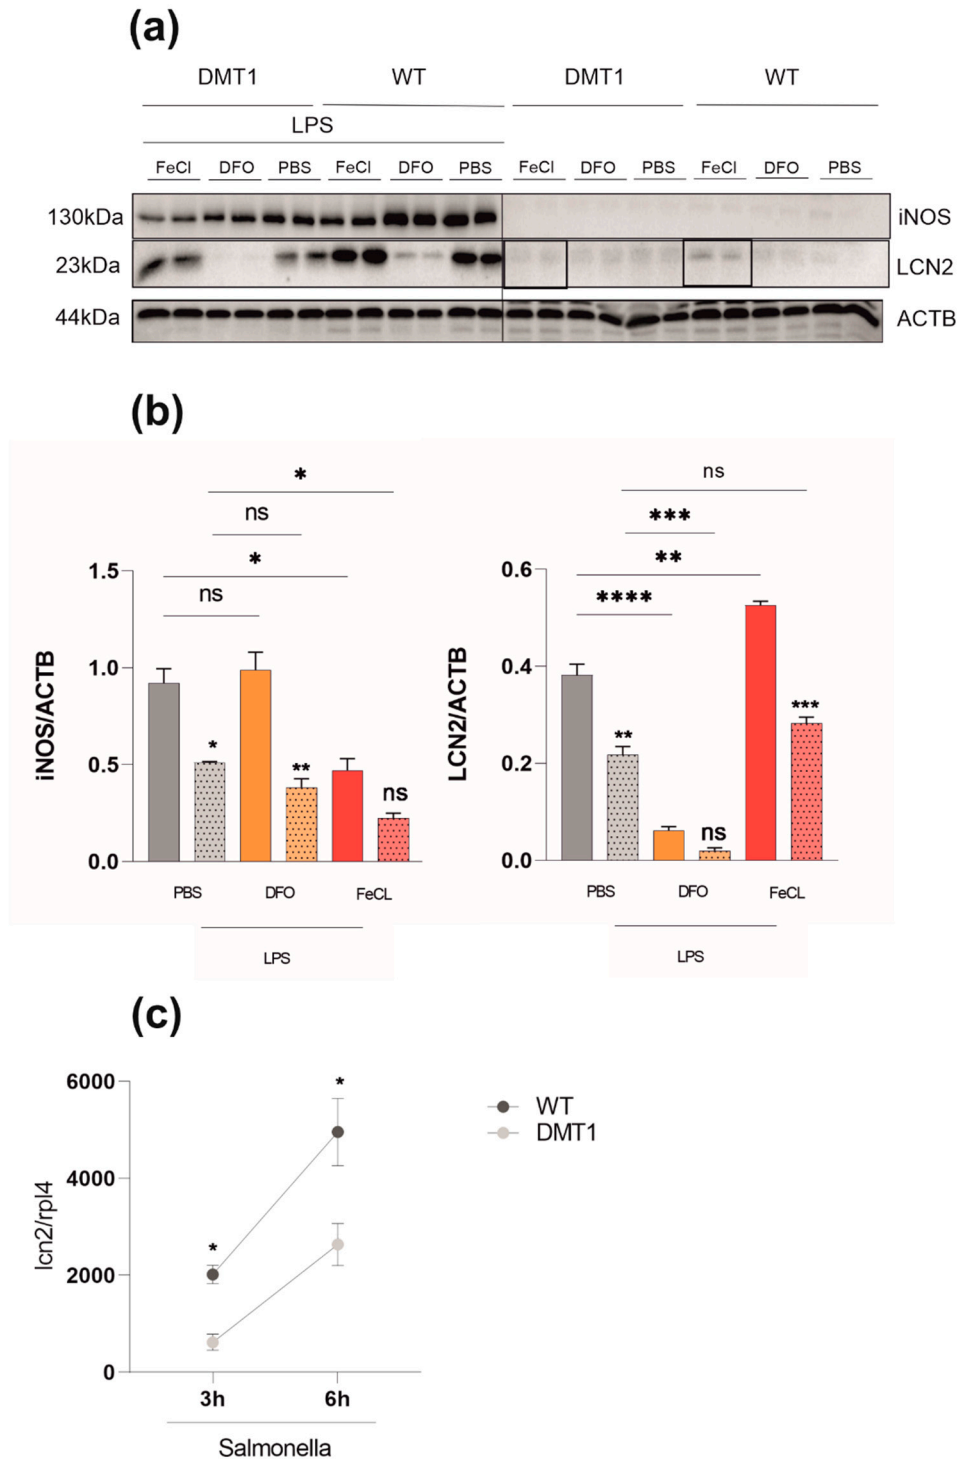 (a)
DMT1 WT DMT1 WT
LPS
FeCl DFO PBS FeCl DFO PBS FeCl DFO PBS FeCl DFO PBS
130kDa iNOS
23kDa LCN2
44kDa ACTB
(b)
*
ns
*
ns
1.5
1.0
0.5
0.0
iNOS/ACTB
*
**
ns
PBS DFO FeCL
LPS
ns
***
**
****
0.6
0.4
0.2
0.0
LCN2/ACTB
**
ns
***
PBS DFO FeCL
LPS
(c)
6000
4000
2000
0
lcn2/rpl4
*
*
WT
DMT1
3h 6h
Salmonella